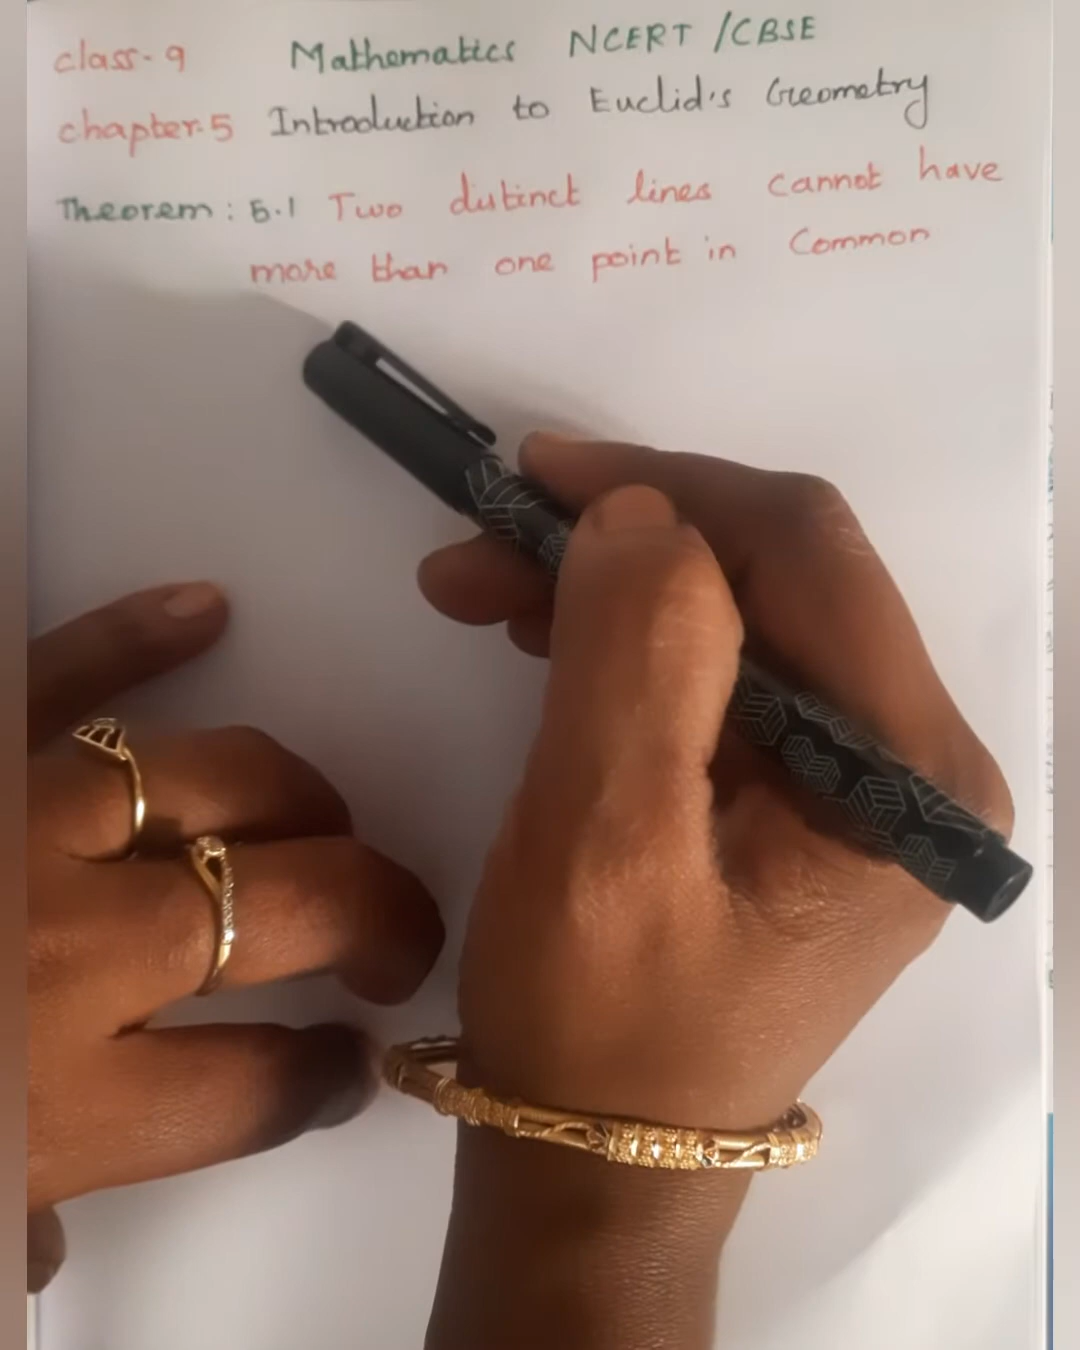 class-9 Mathematics NCERT /CBSE
chapter.5 Introduction to Euclid's Geometry
Theorem: 5.1 Two distinct lines cannot have
more than one point in Common